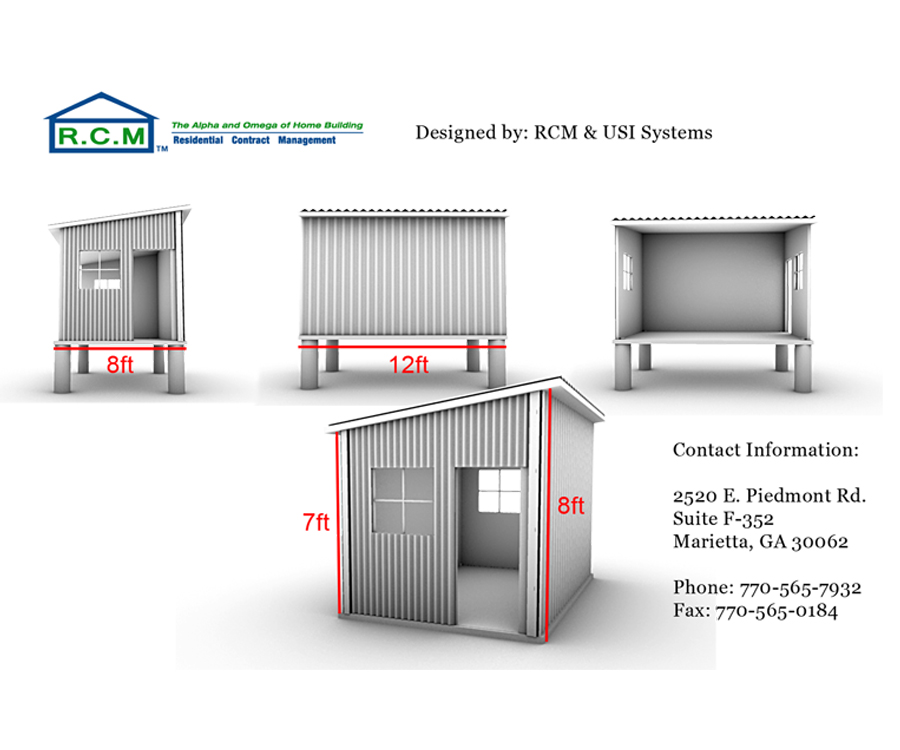 R.C.M TM
The Alpha and Omega of Home Building
Residential Contract Management
Designed by: RCM & USI Systems
8ft
12ft
7ft
8ft
Contact Information:
2520 E. Piedmont Rd.
Suite F-352
Marietta, GA 30062
Phone: 770-565-7932
Fax: 770-565-0184